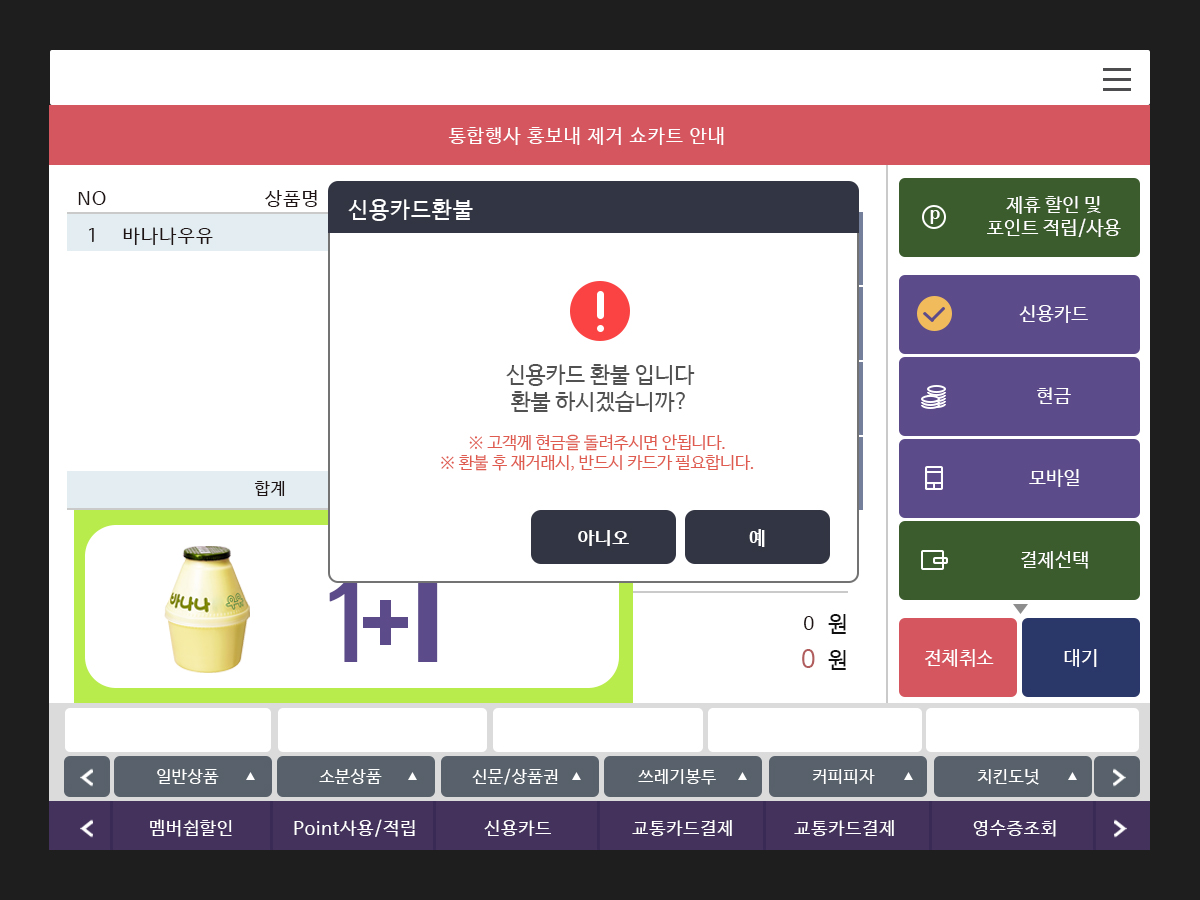 통합행사 홍보내 제거 쇼카트 안내
NO 상품명
1 바나나우유
합계
신용카드환불
신용카드 환불 입니다
환불 하시겠습니까?
※ 고객께 현금을 돌려주시면 안됩니다.
※ 환불 후 재거래시, 반드시 카드가 필요합니다.
아니오 예
바나나 우유
1+1
0 원
0 원
제휴 할인 및
포인트 적립/사용
신용카드
현금
모바일
결제선택
전체취소 대기
일반상품 ▲ 소분상품 ▲ 신문/상품권 ▲ 쓰레기봉투 ▲ 커피피자 ▲ 치킨도넛 ▲
멤버쉽할인 Point사용/적립 신용카드 교통카드결제 교통카드결제 영수증조회